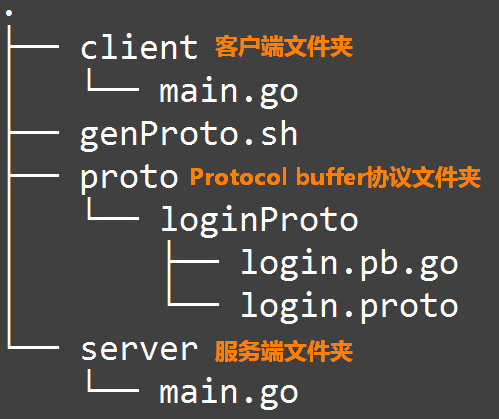 .
├── client 客户端文件夹
│   └── main.go
├── genProto.sh
├── proto Protocol buffer协议文件夹
│   └── loginProto
│       ├── login.pb.go
│       └── login.proto
└── server 服务端文件夹
    └── main.go